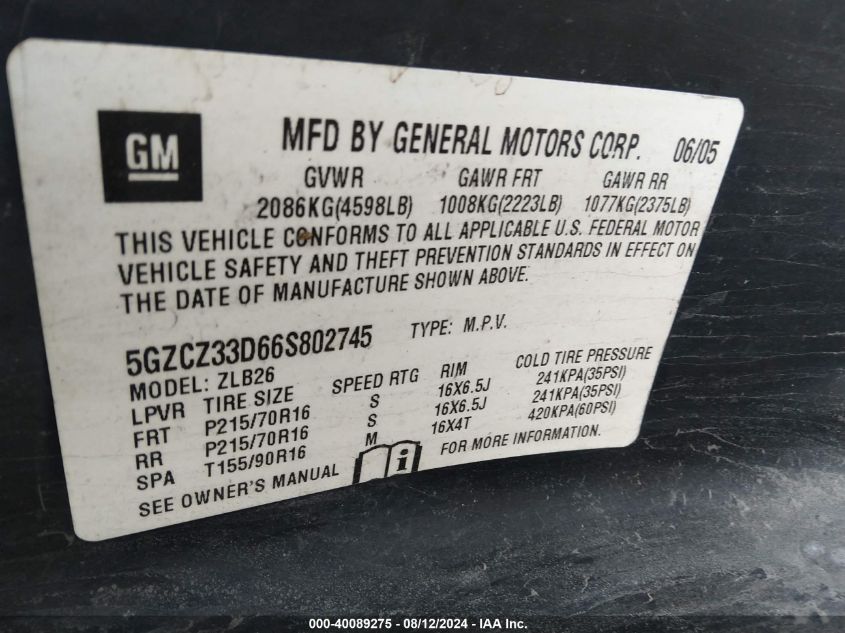 GM
MFD BY GENERAL MOTORS CORP. 06/05
GVWR GAWR FRT GAWR RR
2086KG(4598LB) 1008KG(2223LB) 1077KG(2375LB)
THIS VEHICLE CONFORMS TO ALL APPLICABLE U.S. FEDERAL MOTOR
VEHICLE SAFETY AND THEFT PREVENTION STANDARDS IN EFFECT ON
THE DATE OF MANUFACTURE SHOWN ABOVE.
5GZCZ33D66S802745 TYPE: M.P.V.
MODEL: ZLB26
LPVR TIRE SIZE SPEED RTG RIM COLD TIRE PRESSURE
FRT P215/70R16 S 16X6.5J 241KPA(35PSI)
RR P215/70R16 S 16X6.5J 241KPA(35PSI)
SPA T155/90R16 M 16X4T 420KPA(60PSI)
SEE OWNER'S MANUAL i FOR MORE INFORMATION.
000-40089275 - 08/12/2024 - IAA Inc.